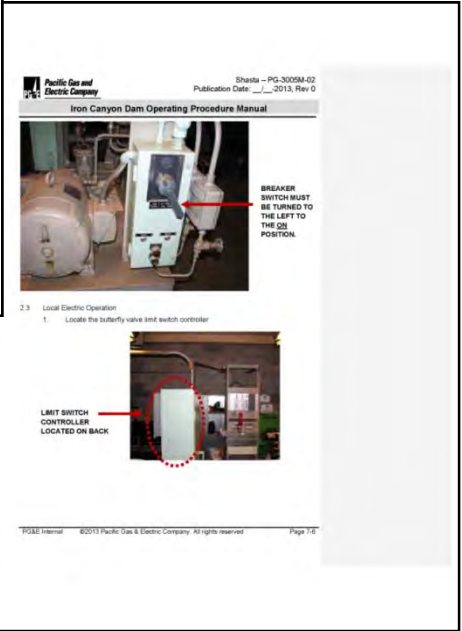 Pacific Gas and
Electric Company
PG&E
Shasta – PG-3005M-02
Publication Date: __/__-2013, Rev 0
Iron Canyon Dam Operating Procedure Manual
BREAKER
SWITCH MUST
BE TURNED TO
THE LEFT TO
THE ON
POSITION.
2.3 Local Electric Operation
1. Locate the butterfly valve limit switch controller
LIMIT SWITCH
CONTROLLER
LOCATED ON BACK
PG&E Internal ©2013 Pacific Gas & Electric Company. All rights reserved Page 7-6